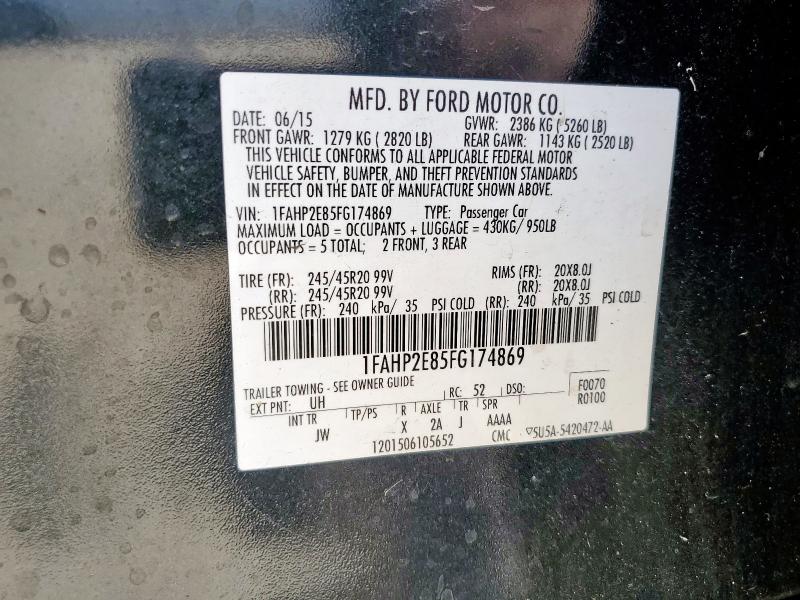 MFD. BY FORD MOTOR CO.
DATE: 06/15 GVWR: 2386 KG ( 5260 LB)
FRONT GAWR: 1279 KG ( 2820 LB) REAR GAWR: 1143 KG ( 2520 LB)
THIS VEHICLE CONFORMS TO ALL APPLICABLE FEDERAL MOTOR
VEHICLE SAFETY, BUMPER, AND THEFT PREVENTION STANDARDS
IN EFFECT ON THE DATE OF MANUFACTURE SHOWN ABOVE.
VIN: 1FAHP2E85FG174869 TYPE: Passenger Car
MAXIMUM LOAD = OCCUPANTS + LUGGAGE = 430KG/ 950LB
OCCUPANTS = 5 TOTAL; 2 FRONT, 3 REAR
TIRE (FR): 245/45R20 99V RIMS (FR): 20X8.0J
(RR): 245/45R20 99V (RR): 20X8.0J
PRESSURE (FR): 240 kPa/ 35 PSI COLD (RR): 240 kPa/ 35 PSI COLD
1FAHP2E85FG174869
TRAILER TOWING - SEE OWNER GUIDE
EXT PNT: UH RC: 52 DSO: F0070
R0100
INT TR TP/PS R AXLE TR SPR
JW X 2A J AAAA
1201506105652 CMC ▽5U5A-5420472-AA